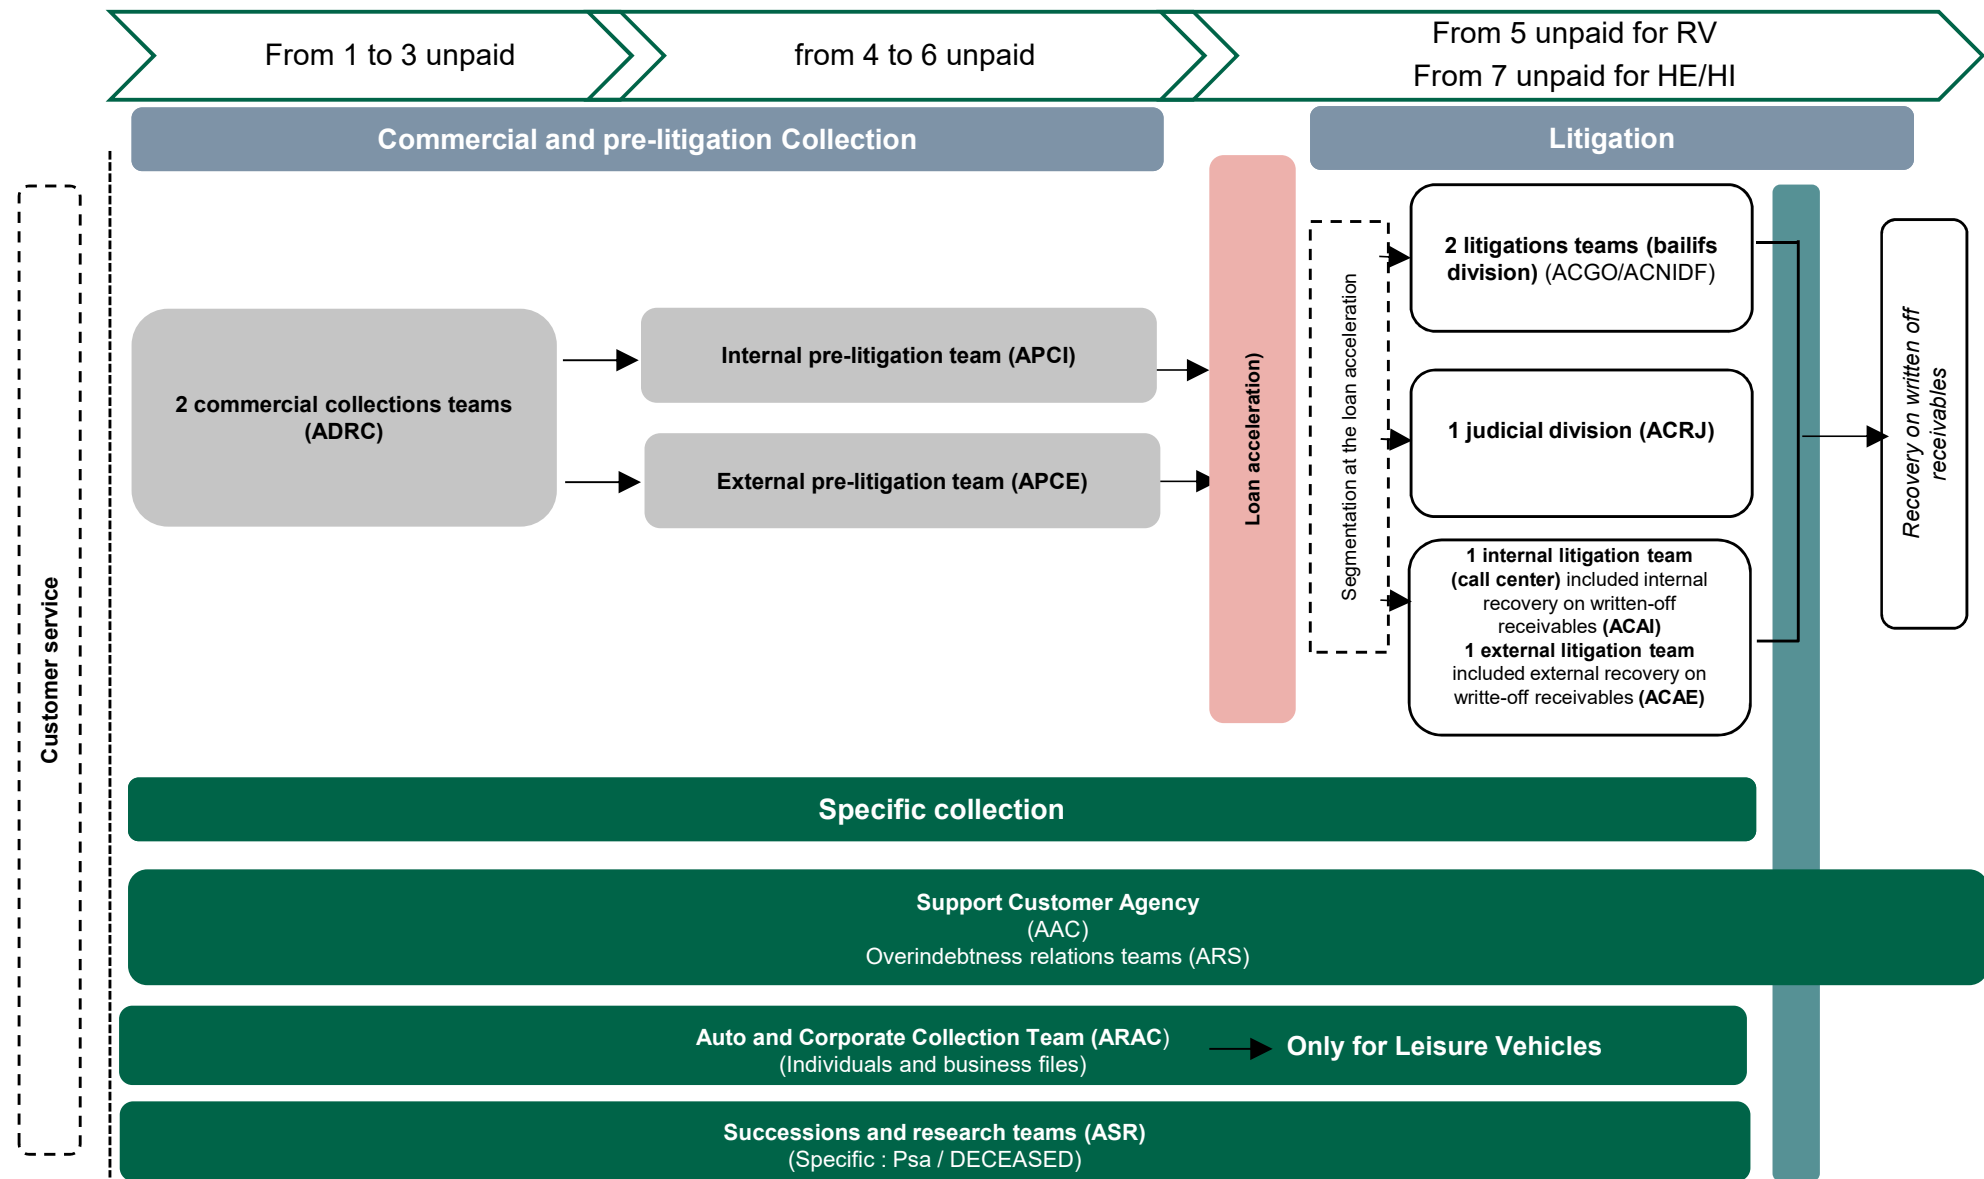 From 1 to 3 unpaid
from 4 to 6 unpaid
From 5 unpaid for RV
From 7 unpaid for HE/HI
Commercial and pre-litigation Collection
Litigation
Customer service
2 commercial collections teams
(ADRC)
Internal pre-litigation team (APCI)
External pre-litigation team (APCE)
Loan acceleration)
Segmentation at the loan acceleration
2 litigations teams (bailifs
division) (ACGO/ACNIDF)
1 judicial division (ACRJ)
1 internal litigation team
(call center) included internal
recovery on written-off
receivables (ACAI)
1 external litigation team
included external recovery on
writte-off receivables (ACAE)
Recovery on written off
receivables
Specific collection
Support Customer Agency
(AAC)
Overindebtness relations teams (ARS)
Auto and Corporate Collection Team (ARAC)
(Individuals and business files)
Only for Leisure Vehicles
Successions and research teams (ASR)
(Specific : Psa / DECEASED)